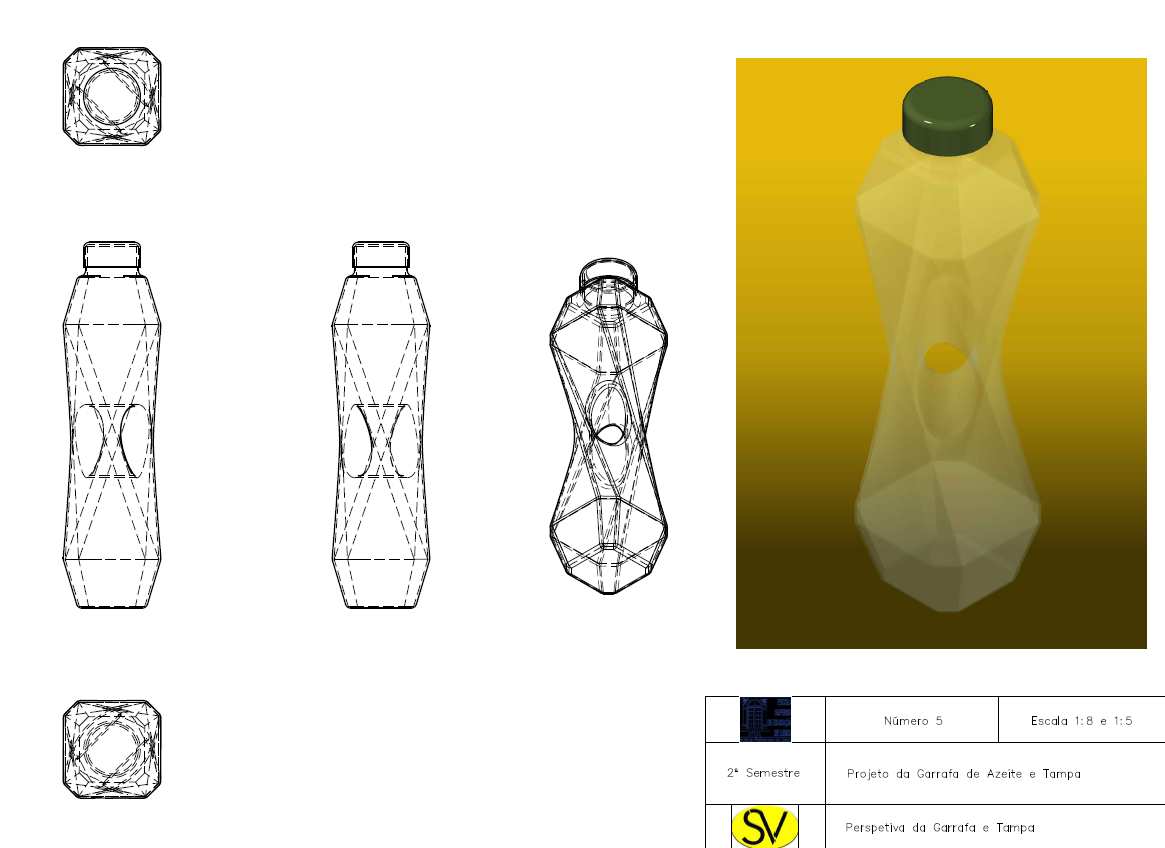 Número 5
Escala 1:8 e 1:5
2ª Semestre
Projeto da Garrafa de Azeite e Tampa
SV
Perspetiva da Garrafa e Tampa